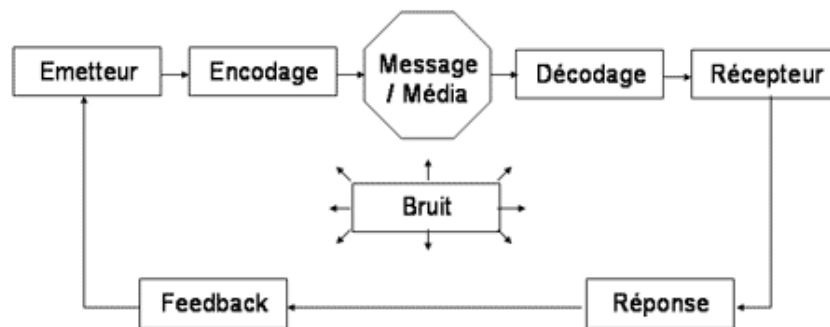 Emetteur
Encodage
Message
/ Média
Décodage
Récepteur
Bruit
Feedback
Réponse